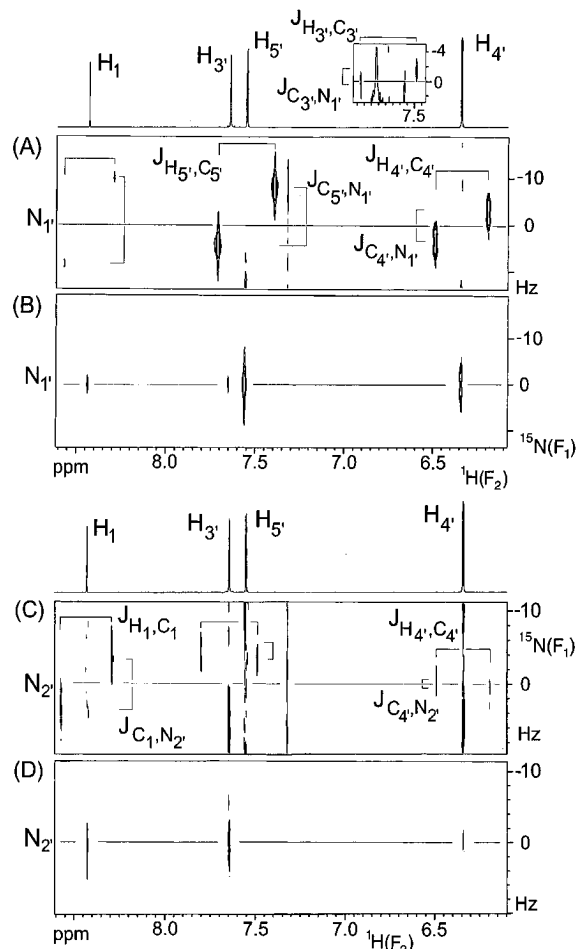 H1 H3' H5' JH3',C3' H4'
JC3',N1'
-4
0
7.5
(A)
JH5',C5' JC5',N1' JH4',C4'
-10
N1'
JC4',N1'
0
Hz
(B)
-10
N1'
0
15N(F1)
ppm 8.0 7.5 7.0 6.5
1H(F2)
H1 H3' H5' H4'
(C)
JH1,C1 JH4',C4'
-10
15N(F1)
N2'
0
JC1,N2' JC4',N2'
Hz
(D)
-10
N2'
0
Hz
ppm 8.0 7.5 7.0 6.5
1H(F2)